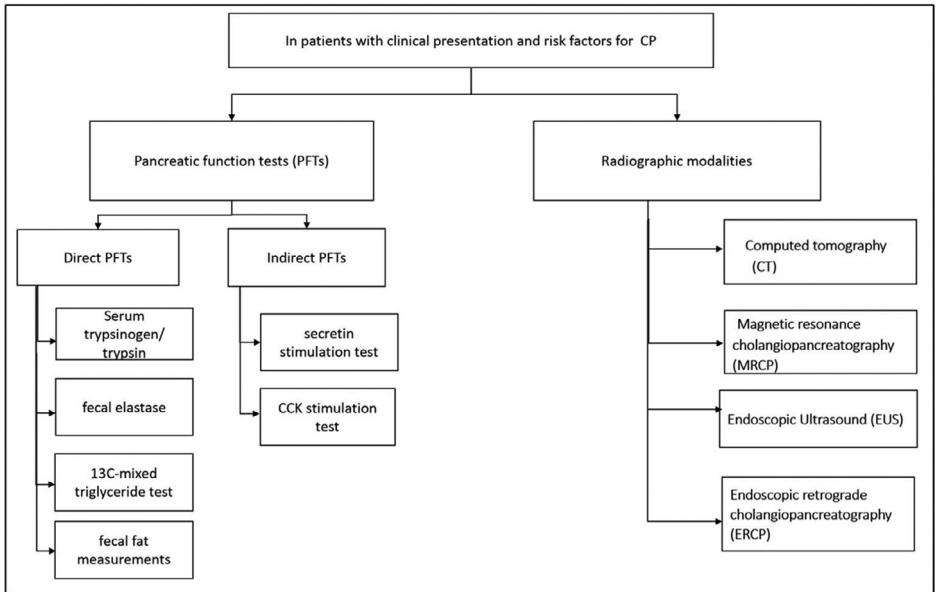 In patients with clinical presentation and risk factors for CP
Pancreatic function tests (PFTs)
Radiographic modalities
Direct PFTs
Indirect PFTs
Serum
trypsinogen/
trypsin
fecal elastase
13C-mixed
triglyceride test
fecal fat
measurements
secretin
stimulation test
CCK stimulation
test
Computed tomography
(CT)
Magnetic resonance
cholangiopancreatography
(MRCP)
Endoscopic Ultrasound (EUS)
Endoscopic retrograde
cholangiopancreatography
(ERCP)